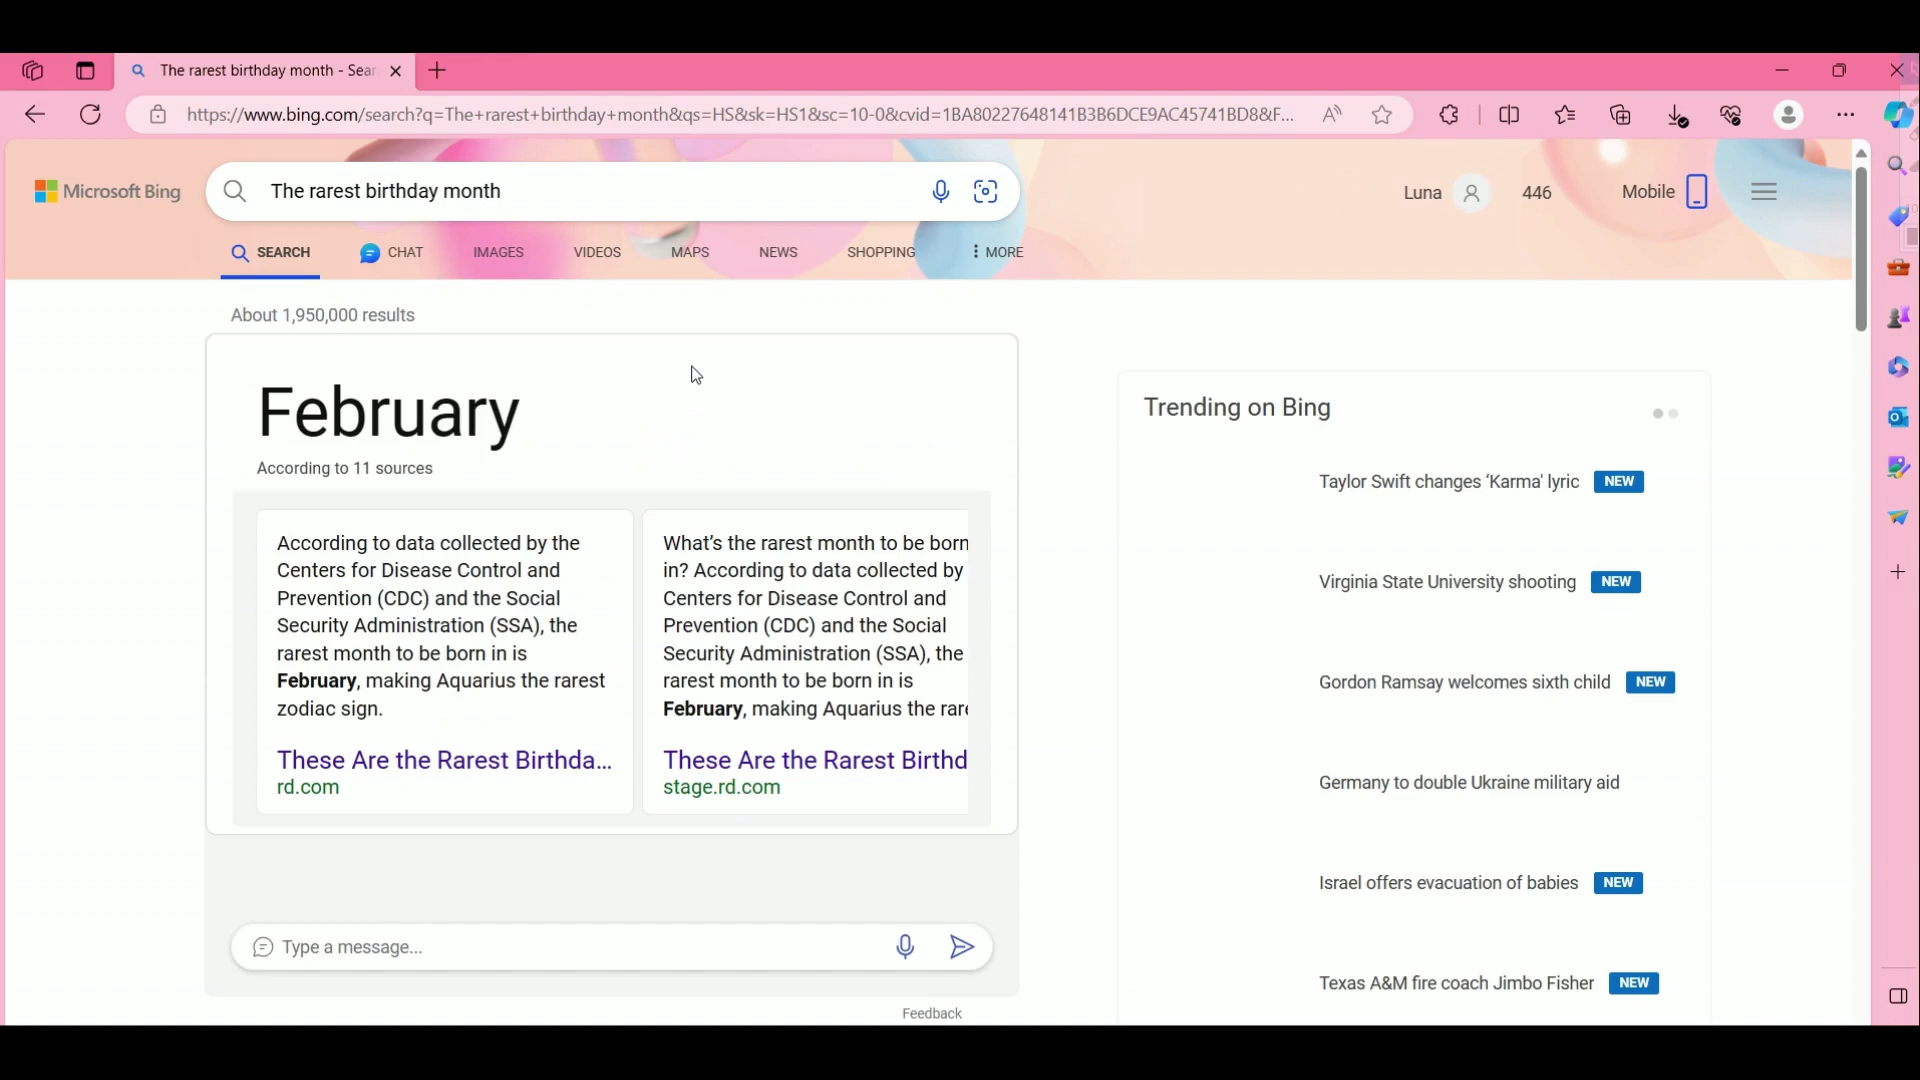 The rarest birthday month - Sear
https://www.bing.com/search?q=The+rarest+birthday+month&qs=HS&sk=HS1&sc=10-0&cvid=1BA80227648141B3B6DCE9AC45741BD8&F...
Microsoft Bing
The rarest birthday month
Luna
446
Mobile
SEARCH
CHAT
IMAGES
VIDEOS
MAPS
NEWS
SHOPPING
MORE
About 1,950,000 results
February
According to 11 sources
According to data collected by the
Centers for Disease Control and
Prevention (CDC) and the Social
Security Administration (SSA), the
rarest month to be born in is
February, making Aquarius the rarest
zodiac sign.
These Are the Rarest Birthda...
rd.com
What's the rarest month to be born
in? According to data collected by
Centers for Disease Control and
Prevention (CDC) and the Social
Security Administration (SSA), the
rarest month to be born in is
February, making Aquarius the rare
These Are the Rarest Birthd
stage.rd.com
Type a message...
Feedback
Trending on Bing
Taylor Swift changes 'Karma' lyric NEW
Virginia State University shooting NEW
Gordon Ramsay welcomes sixth child NEW
Germany to double Ukraine military aid
Israel offers evacuation of babies NEW
Texas A&M fire coach Jimbo Fisher NEW